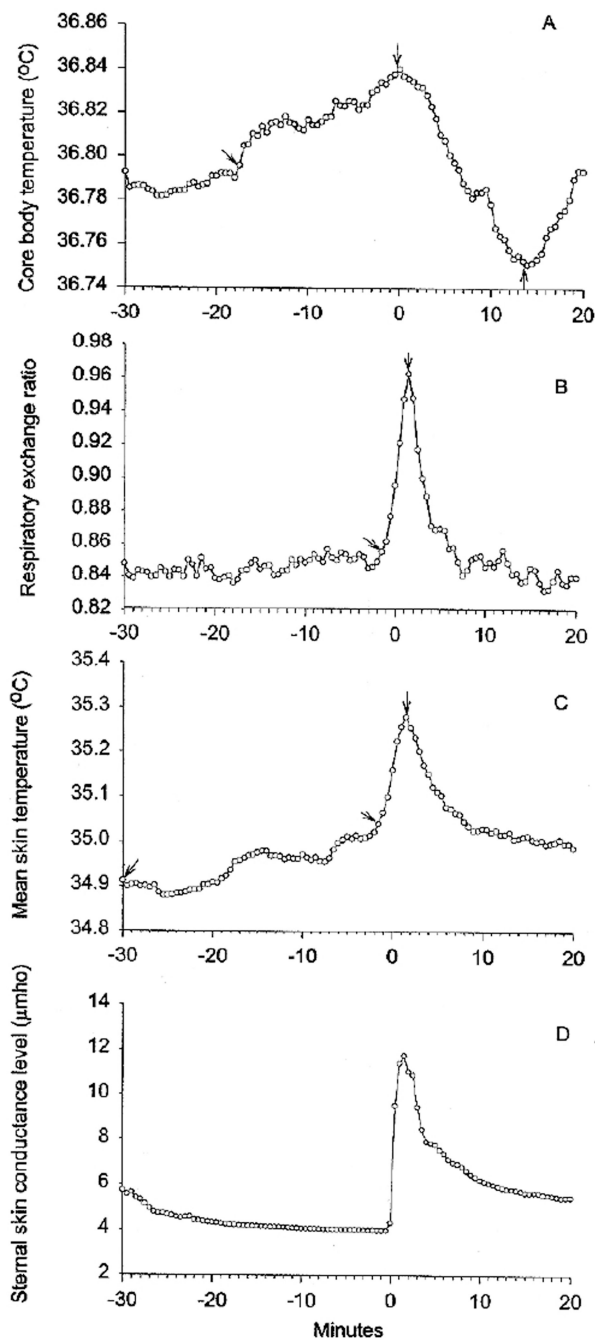 A
Core body temperature (ºC)
36.86
36.84
36.82
36.80
36.78
36.76
36.74
-30 -20 -10 0 10 20
B
Respiratory exchange ratio
0.98
0.96
0.94
0.92
0.90
0.88
0.86
0.84
0.82
-30 -20 -10 0 10 20
C
Mean skin temperature (ºC)
35.4
35.3
35.2
35.1
35.0
34.9
34.8
-30 -20 -10 0 10 20
D
Sternal skin conductance level (µmho)
14
12
10
8
6
4
2
-30 -20 -10 0 10 20
Minutes